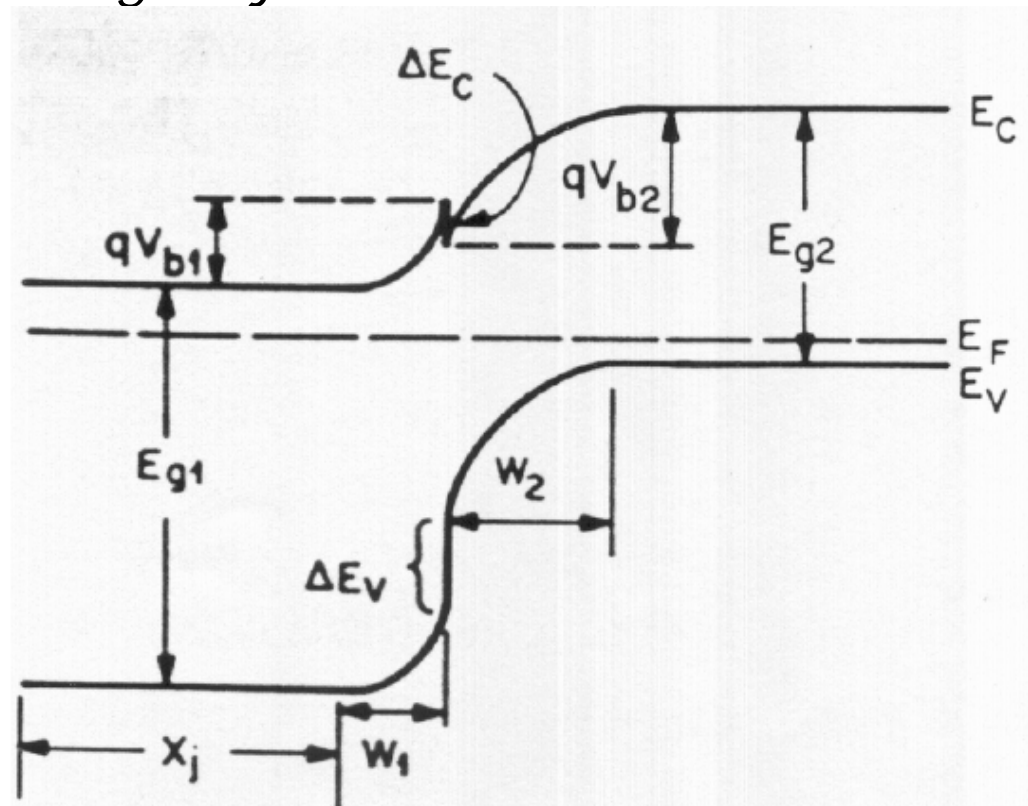 ΔE_C
E_C
qV_b1
qV_b2
E_g2
E_F
E_V
E_g1
W_2
ΔE_V
X_j
W_1